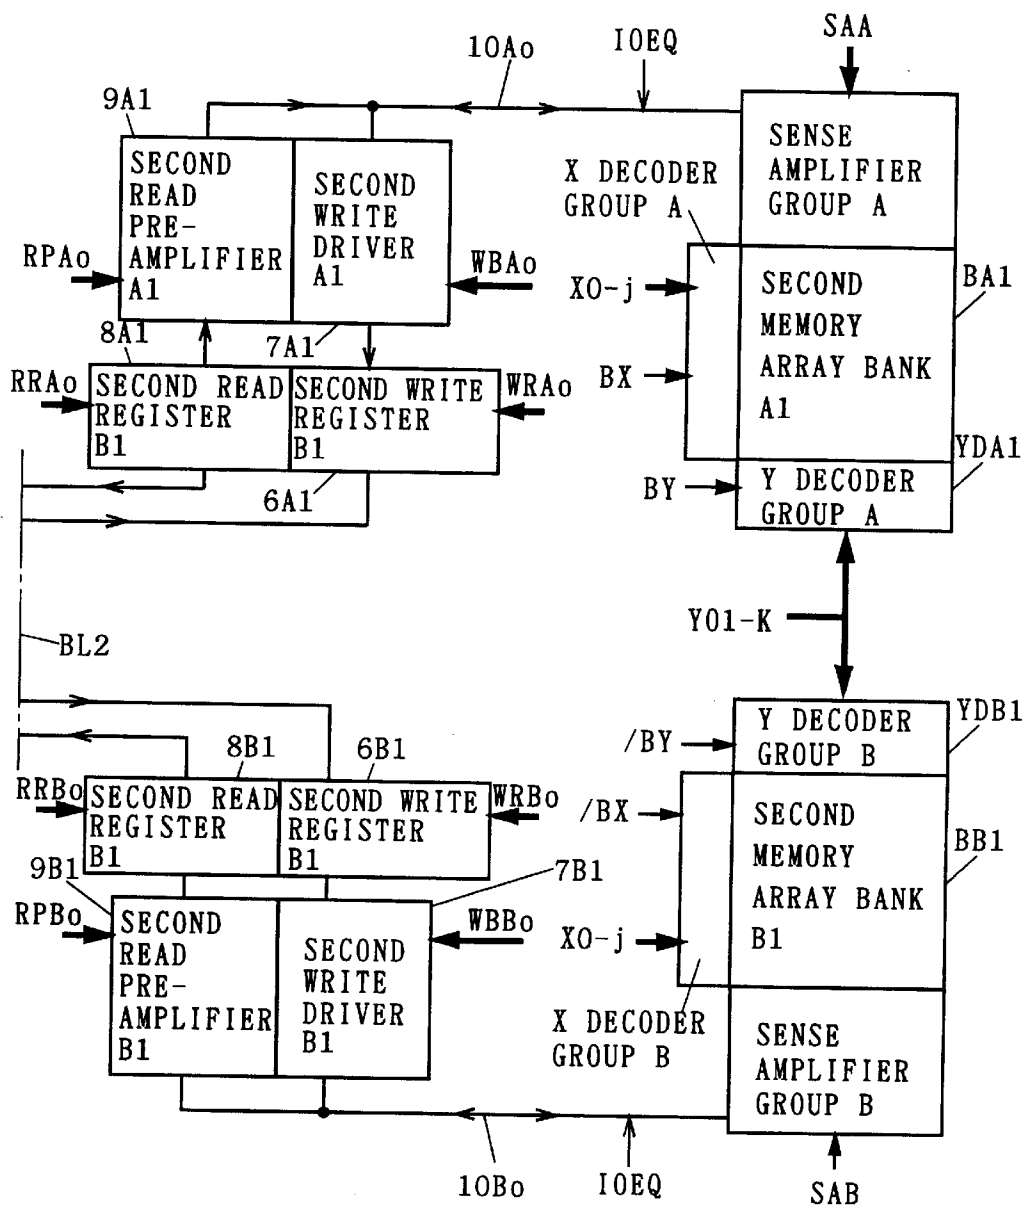 SAA
10Ao
IOEQ
9A1
SECOND
READ
PRE-
AMPLIFIER
A1
SECOND
WRITE
DRIVER
A1
SENSE
AMPLIFIER
GROUP A
X DECODER
GROUP A
RPAo
WBAo
XO-j
SECOND
MEMORY
ARRAY BANK
A1
BA1
8A1
7A1
RRAo
SECOND READ
REGISTER
B1
SECOND WRITE
REGISTER
B1
WRAo
BX
YDA1
6A1
BY
Y DECODER
GROUP A
YO1-K
BL2
Y DECODER
GROUP B
YDB1
/BY
8B1
6B1
RRBo
SECOND READ
REGISTER
B1
SECOND WRITE
REGISTER
B1
WRBo
/BX
SECOND
MEMORY
ARRAY BANK
B1
BB1
9B1
7B1
RPBo
SECOND
READ
PRE-
AMPLIFIER
B1
SECOND
WRITE
DRIVER
B1
WBBo
XO-j
X DECODER
GROUP B
SENSE
AMPLIFIER
GROUP B
10Bo
IOEQ
SAB